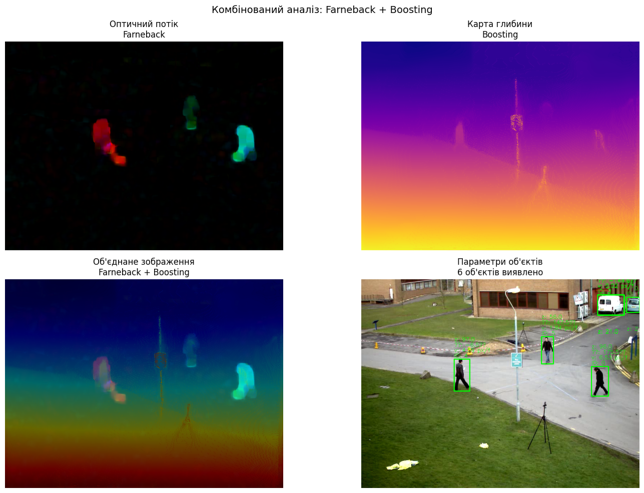 Комбінований аналіз: Farneback + Boosting
Оптичний потік
Farneback
Карта глибини
Boosting
Об'єднане зображення
Farneback + Boosting
Параметри об'єктів
6 об'єктів виявлено